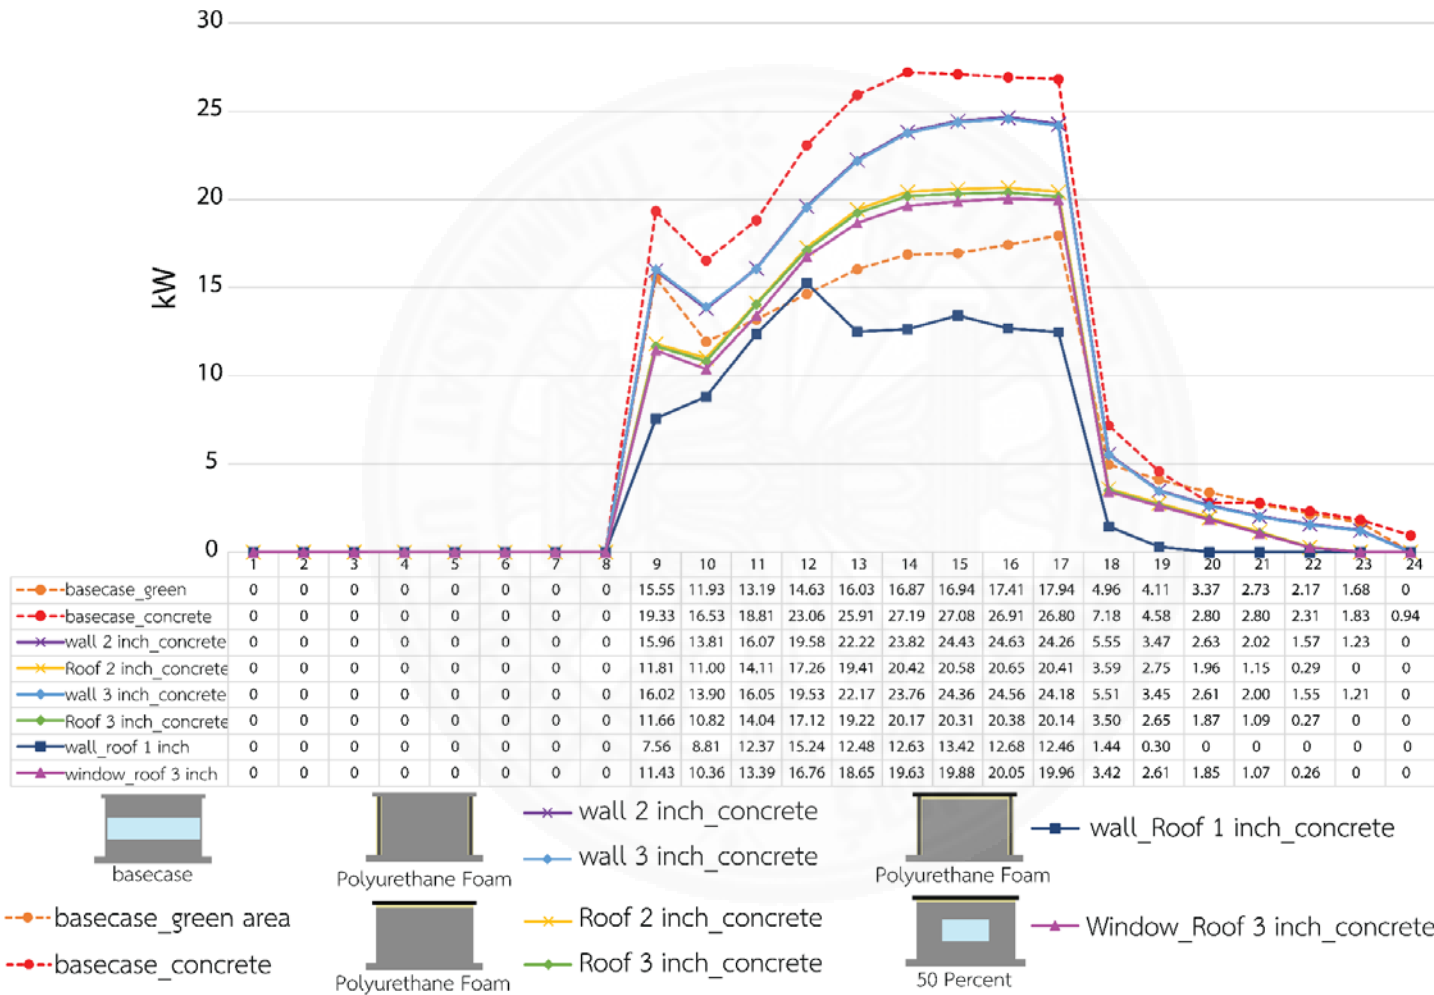 30
25
20
kW
15
10
5
0
1 2 3 4 5 6 7 8 9 10 11 12 13 14 15 16 17 18 19 20 21 22 23 24
basecase_green 0 0 0 0 0 0 0 0 15.55 11.93 13.19 14.63 16.03 16.87 16.94 17.41 17.94 4.96 4.11 3.37 2.73 2.17 1.68 0
basecase_concrete 0 0 0 0 0 0 0 0 19.33 16.53 18.81 23.06 25.91 27.19 27.08 26.91 26.80 7.18 4.58 2.80 2.80 2.31 1.83 0.94
wall 2 inch_concrete 0 0 0 0 0 0 0 0 15.96 13.81 16.07 19.58 22.22 23.82 24.43 24.63 24.26 5.55 3.47 2.63 2.02 1.57 1.23 0
Roof 2 inch_concrete 0 0 0 0 0 0 0 0 11.81 11.00 14.11 17.26 19.41 20.42 20.58 20.65 20.41 3.59 2.75 1.96 1.15 0.29 0 0
wall 3 inch_concrete 0 0 0 0 0 0 0 0 16.02 13.90 16.05 19.53 22.17 23.76 24.36 24.56 24.18 5.51 3.45 2.61 2.00 1.55 1.21 0
Roof 3 inch_concrete 0 0 0 0 0 0 0 0 11.66 10.82 14.04 17.12 19.22 20.17 20.31 20.38 20.14 3.50 2.65 1.87 1.09 0.27 0 0
wall_roof 1 inch 0 0 0 0 0 0 0 0 7.56 8.81 12.37 15.24 12.48 12.63 13.42 12.68 12.46 1.44 0.30 0 0 0 0 0
window_roof 3 inch 0 0 0 0 0 0 0 0 11.43 10.36 13.39 16.76 18.65 19.63 19.88 20.05 19.96 3.42 2.61 1.85 1.07 0.26 0 0
basecase
Polyurethane Foam
wall 2 inch_concrete
wall 3 inch_concrete
Polyurethane Foam
wall_Roof 1 inch_concrete
basecase_green area
basecase_concrete
Polyurethane Foam
Roof 2 inch_concrete
Roof 3 inch_concrete
50 Percent
Window_Roof 3 inch_concrete